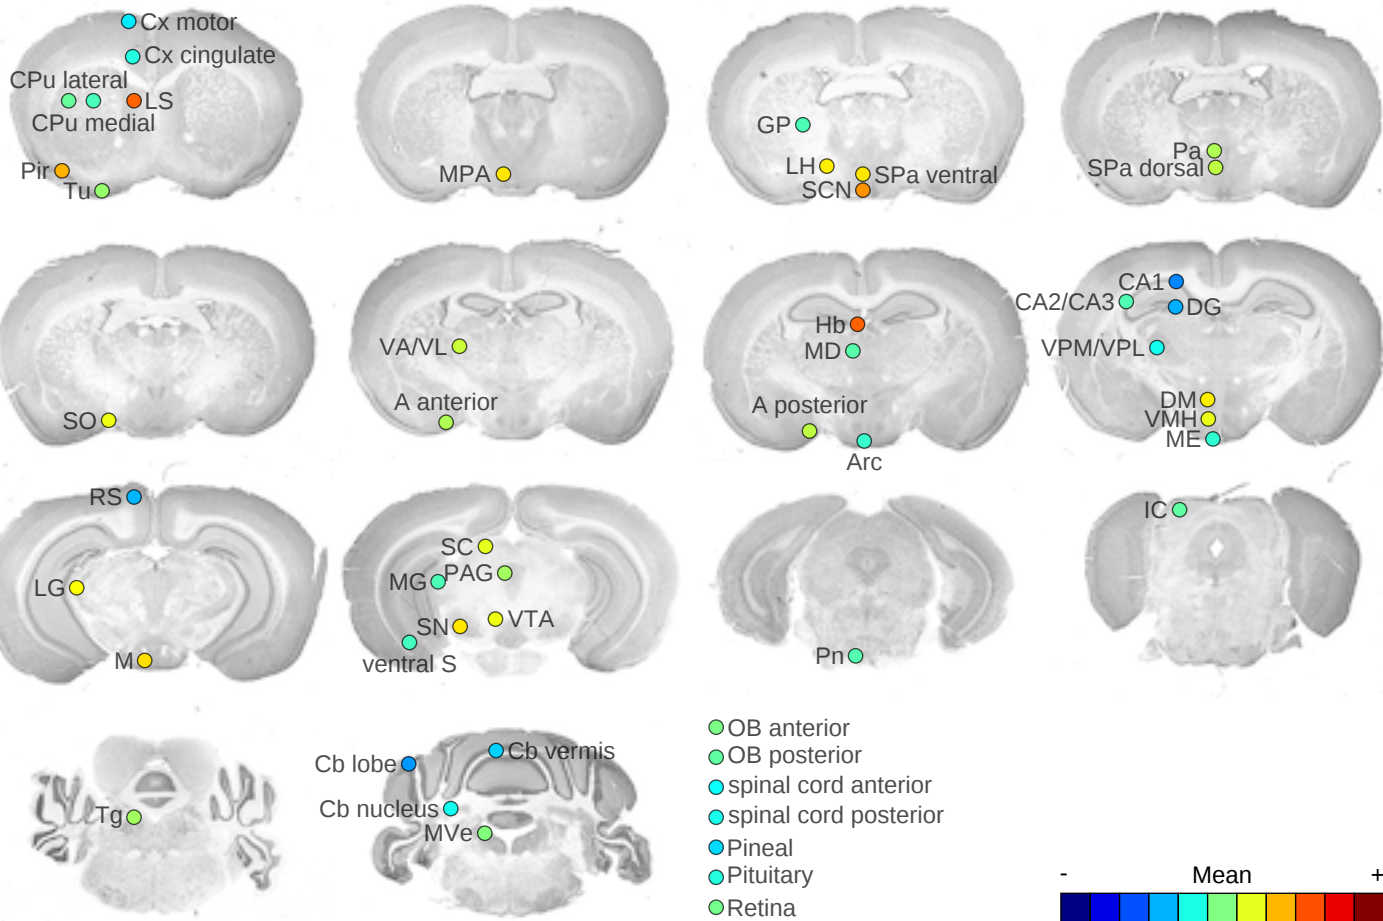 Cx motor
Cx cingulate
CPu lateral
LS
CPu medial
Pir
Tu
MPA
GP
LH
SPa ventral
SCN
Pa
SPa dorsal
SO
VA/VL
A anterior
Hb
MD
A posterior
Arc
CA1
CA2/CA3
DG
VPM/VPL
DM
VMH
ME
RS
LG
M
SC
MG
PAG
SN
VTA
ventral S
Pn
IC
Tg
Cb lobe
Cb vermis
Cb nucleus
MVe
OB anterior
OB posterior
spinal cord anterior
spinal cord posterior
Pineal
Pituitary
Retina
- Mean +